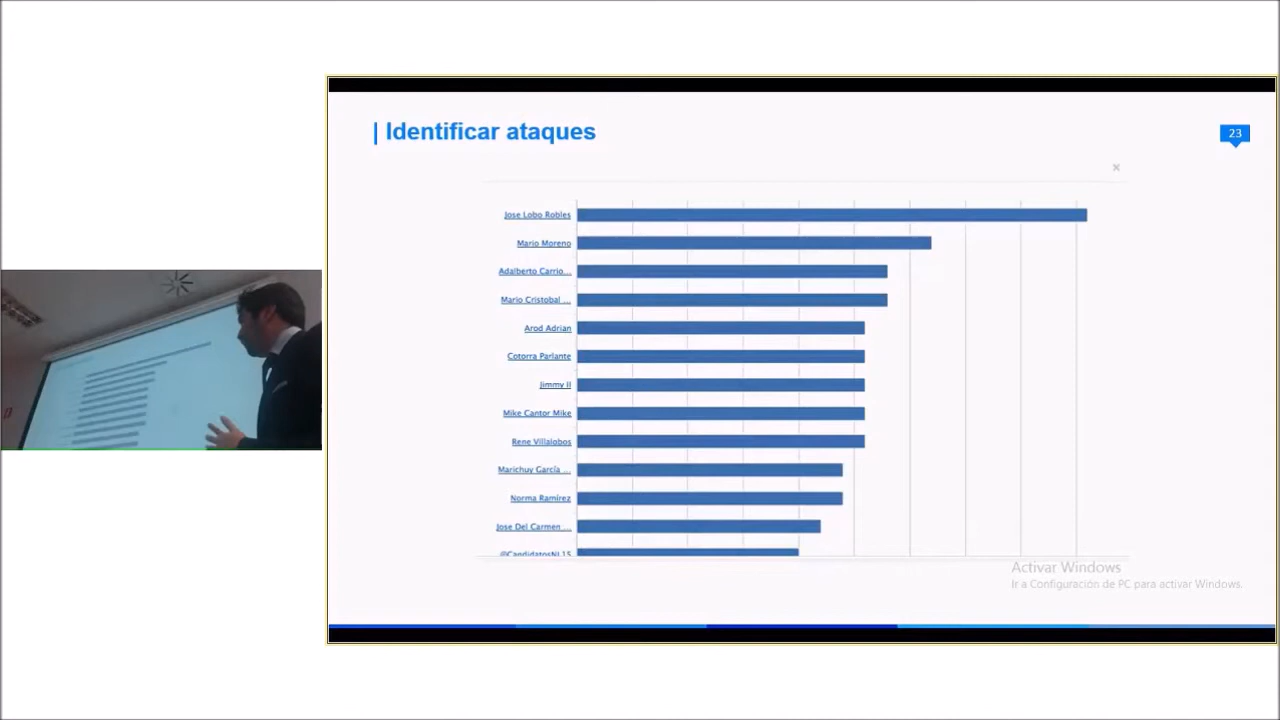 | Identificar ataques
23
×
Jose Lobo Robles
Mario Moreno
Adalberto Carrio...
Mario Cristobal ...
Arod Adrian
Cotorra Parlante
Jimmy II
Mike Cantor Mike
Rene Villalobos
Marichuy García ...
Norma Ramírez
Jose Del Carmen ...
@CandidatosNL15
Activar Windows
Ir a Configuración de PC para activar Windows.